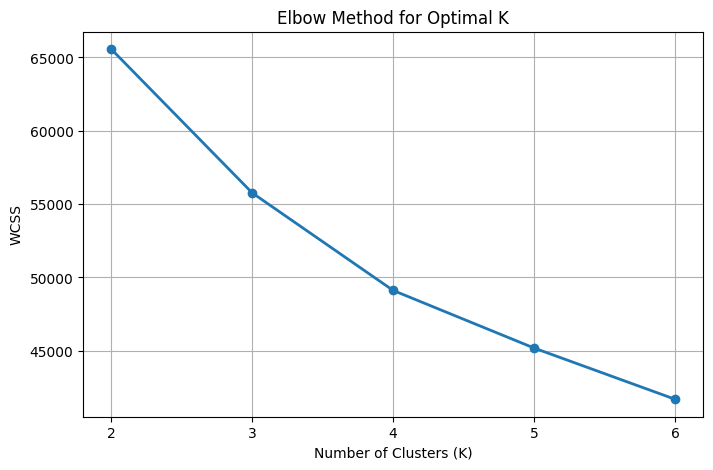 Elbow Method for Optimal K
65000
60000
55000
50000
45000
WCSS
2 3 4 5 6
Number of Clusters (K)